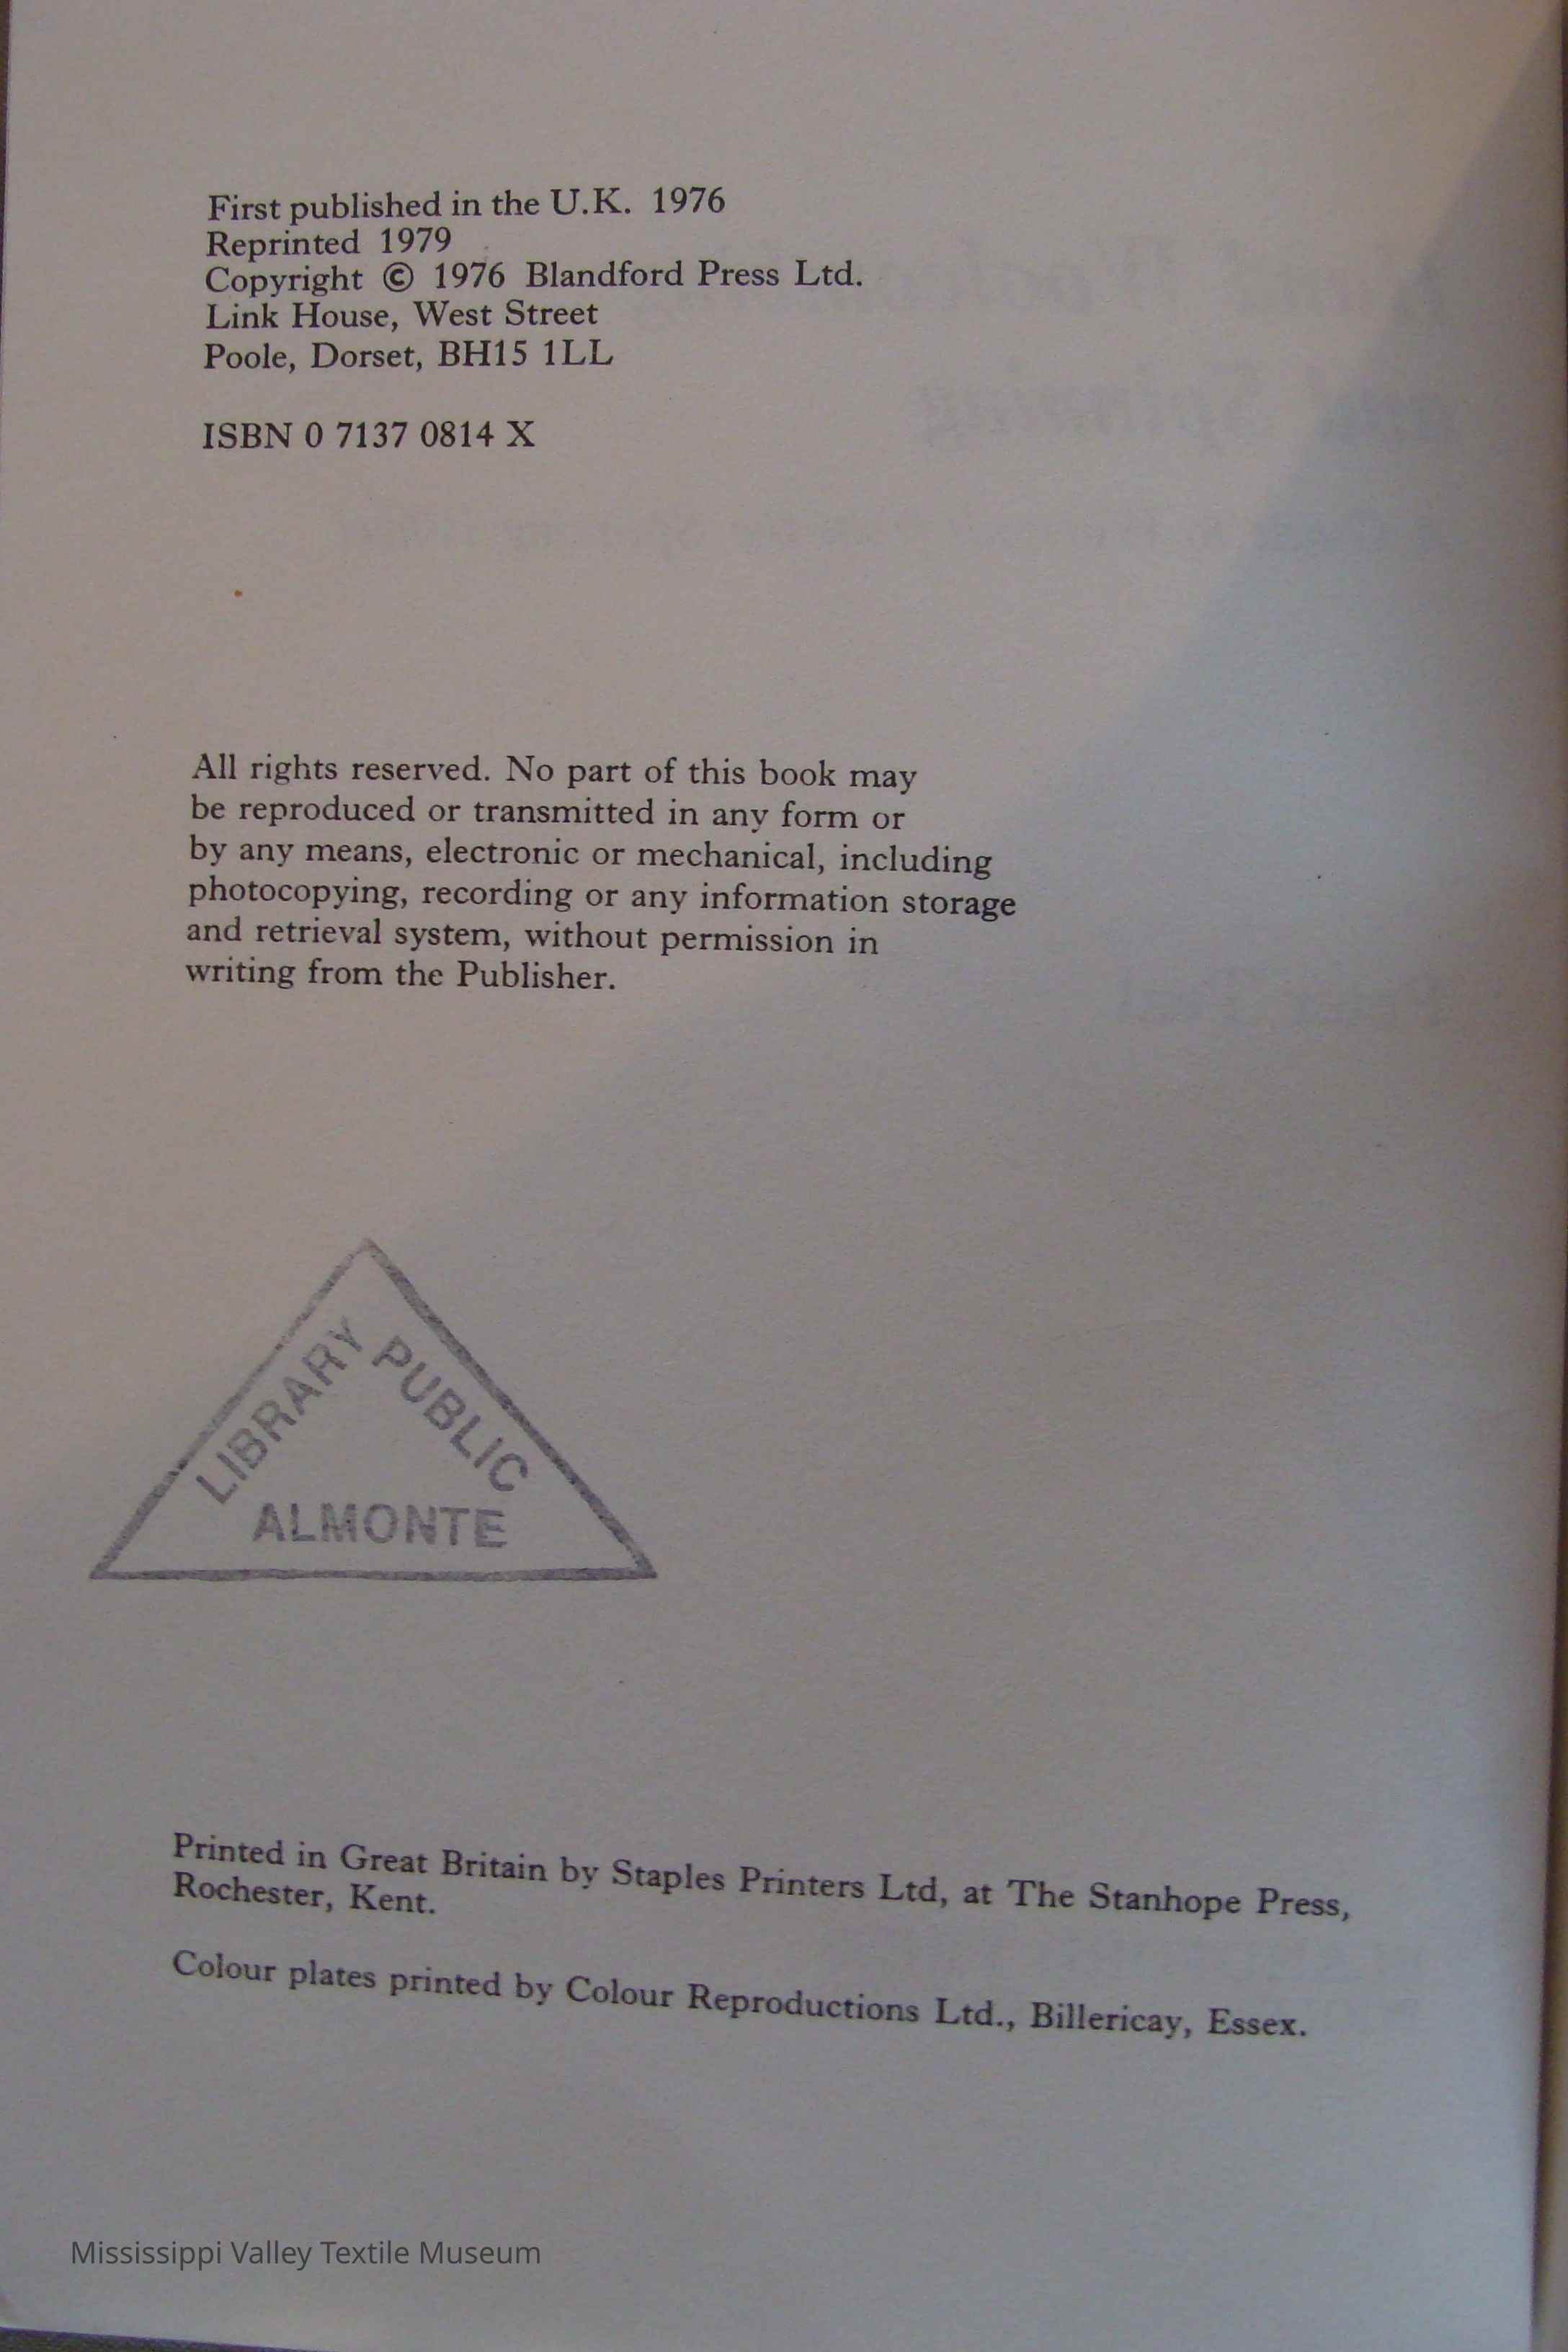 First published in the U.K. 1976
Reprinted 1979
Copyright © 1976 Blandford Press Ltd.
Link House, West Street
Poole, Dorset, BH15 1LL
ISBN 0 7137 0814 X
All rights reserved. No part of this book may
be reproduced or transmitted in any form or
by any means, electronic or mechanical, including
photocopying, recording or any information storage
and retrieval system, without permission in
writing from the Publisher.
LIBRARY
PUBLIC
ALMONTE
Printed in Great Britain by Staples Printers Ltd, at The Stanhope Press,
Rochester, Kent.
Colour plates printed by Colour Reproductions Ltd., Billericay, Essex.
Mississippi Valley Textile Museum